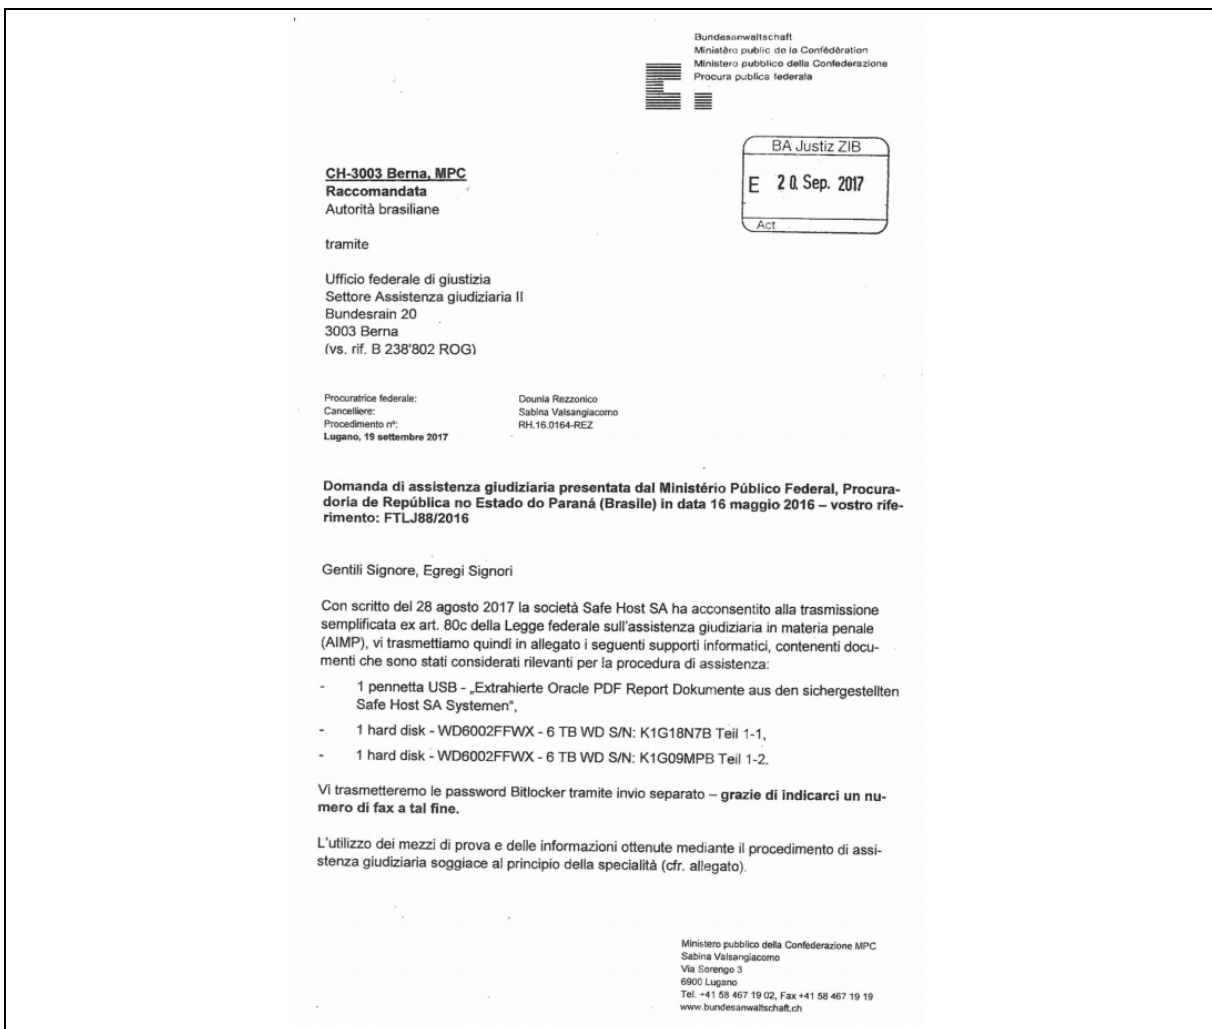 Bundesanwaltschaft
Ministère public de la Confédération
Ministero pubblico della Confederazione
Procura publica federala
BA Justiz ZIB
E 20. Sep. 2017
Act
CH-3003 Berna, MPC
Raccomandata
Autorità brasiliane
tramite
Ufficio federale di giustizia
Settore Assistenza giudiziaria II
Bundesrain 20
3003 Berna
(vs. rif. B 238'802 ROG)
Procuratrice federale: Dounia Rezzonico
Cancelliere: Sabina Valsangiacomo
Procedimento n°: RH.16.0164-REZ
Lugano, 19 settembre 2017
Domanda di assistenza giudiziaria presentata dal Ministério Público Federal, Procura-
doria de República no Estado do Paraná (Brasile) in data 16 maggio 2016 – vostro rife-
rimento: FTLJ88/2016
Gentili Signore, Egregi Signori
Con scritto del 28 agosto 2017 la società Safe Host SA ha acconsentito alla trasmissione
semplificata ex art. 80c della Legge federale sull'assistenza giudiziaria in materia penale
(AIMP), vi trasmettiamo quindi in allegato i seguenti supporti informatici, contenenti docu-
menti che sono stati considerati rilevanti per la procedura di assistenza:
- 1 pennetta USB - „Extrahierte Oracle PDF Report Dokumente aus den sichergestellten
Safe Host SA Systemen",
- 1 hard disk - WD6002FFWX - 6 TB WD S/N: K1G18N7B Teil 1-1,
- 1 hard disk - WD6002FFWX - 6 TB WD S/N: K1G09MPB Teil 1-2.
Vi trasmetteremo le password Bitlocker tramite invio separato – grazie di indicarci un nu-
mero di fax a tal fine.
L'utilizzo dei mezzi di prova e delle informazioni ottenute mediante il procedimento di assi-
stenza giudiziaria soggiace al principio della specialità (cfr. allegato).
Ministero pubblico della Confederazione MPC
Sabina Valsangiacomo
Via Sorengo 3
6900 Lugano
Tel. +41 58 467 19 02, Fax +41 58 467 19 19
www.bundesanwaltschaft.ch